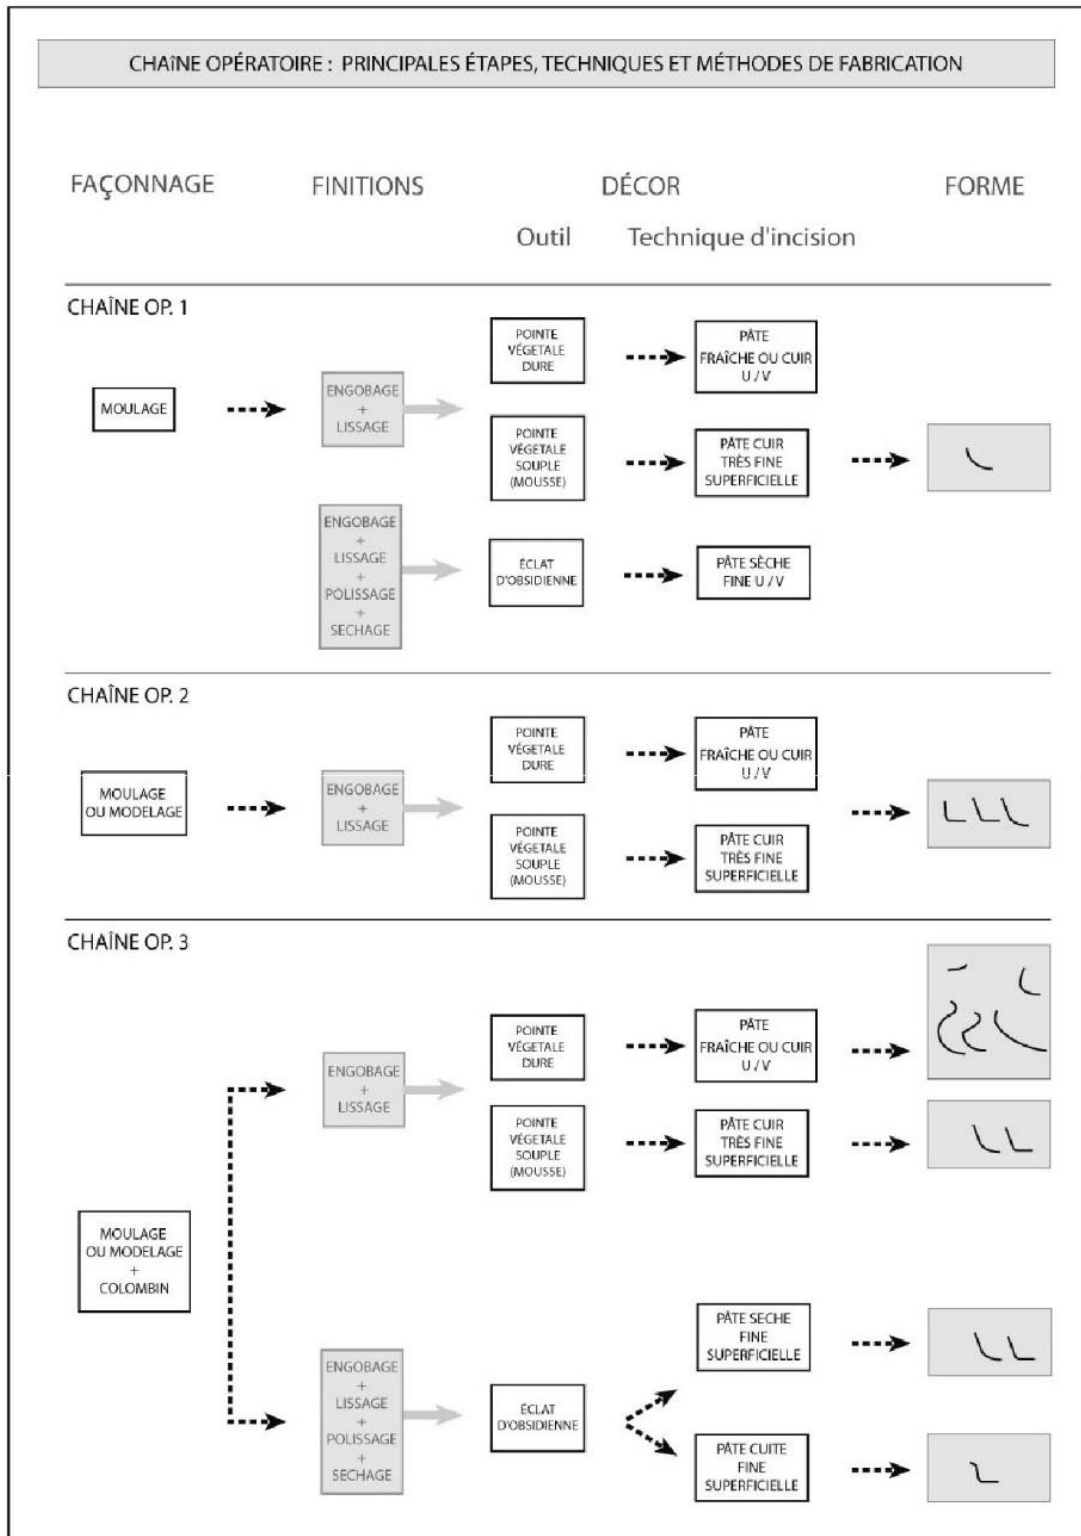 CHAÎNE OPÉRATOIRE : PRINCIPALES ÉTAPES, TECHNIQUES ET MÉTHODES DE FABRICATION
FAÇONNAGE
FINITIONS
DÉCOR
FORME
Outil
Technique d'incision
CHAÎNE OP. 1
MOULAGE
ENGOBAGE
+
LISSAGE
POINTE
VÉGETALE
DURE
PÂTE
FRAÎCHE OU CUIR
U / V
POINTE
VÉGETALE
SOUPLE
(MOUSSE)
PÂTE CUIR
TRÈS FINE
SUPERFICIELLE
ENGOBAGE
+
LISSAGE
+
POLISSAGE
+
SECHAGE
ÉCLAT
D'OBSIDIENNE
PÂTE SÈCHE
FINE U / V
CHAÎNE OP. 2
MOULAGE
OU MODELAGE
ENGOBAGE
+
LISSAGE
POINTE
VÉGETALE
DURE
PÂTE
FRAÎCHE OU CUIR
U / V
POINTE
VÉGETALE
SOUPLE
(MOUSSE)
PÂTE CUIR
TRÈS FINE
SUPERFICIELLE
CHAÎNE OP. 3
MOULAGE
OU MODELAGE
+
COLOMBIN
ENGOBAGE
+
LISSAGE
POINTE
VÉGETALE
DURE
PÂTE
FRAÎCHE OU CUIR
U / V
POINTE
VÉGETALE
SOUPLE
(MOUSSE)
PÂTE CUIR
TRÈS FINE
SUPERFICIELLE
ENGOBAGE
+
LISSAGE
+
POLISSAGE
+
SECHAGE
ÉCLAT
D'OBSIDIENNE
PÂTE SECHE
FINE
SUPERFICIELLE
PÂTE CUITE
FINE
SUPERFICIELLE